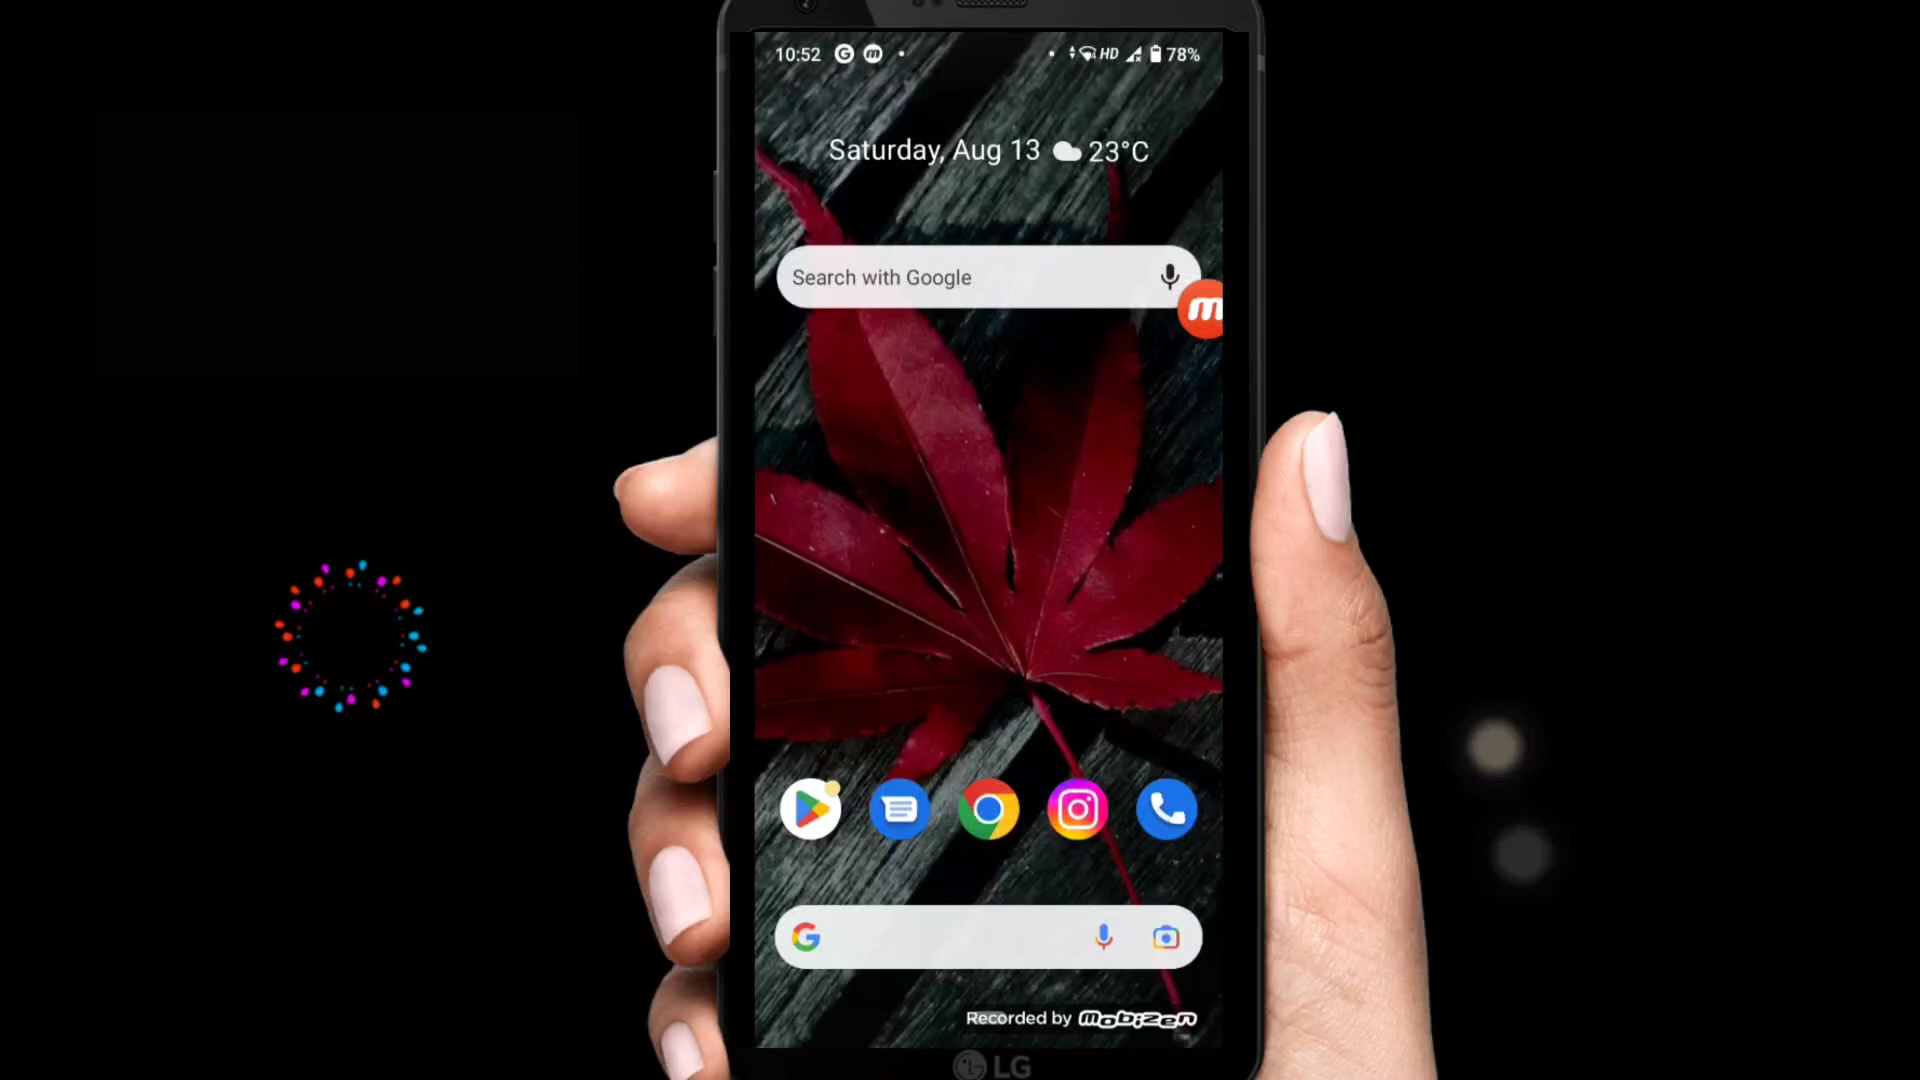 10:52
HD
78%
Saturday, Aug 13 23°C
Search with Google
Recorded by mobizen
LG